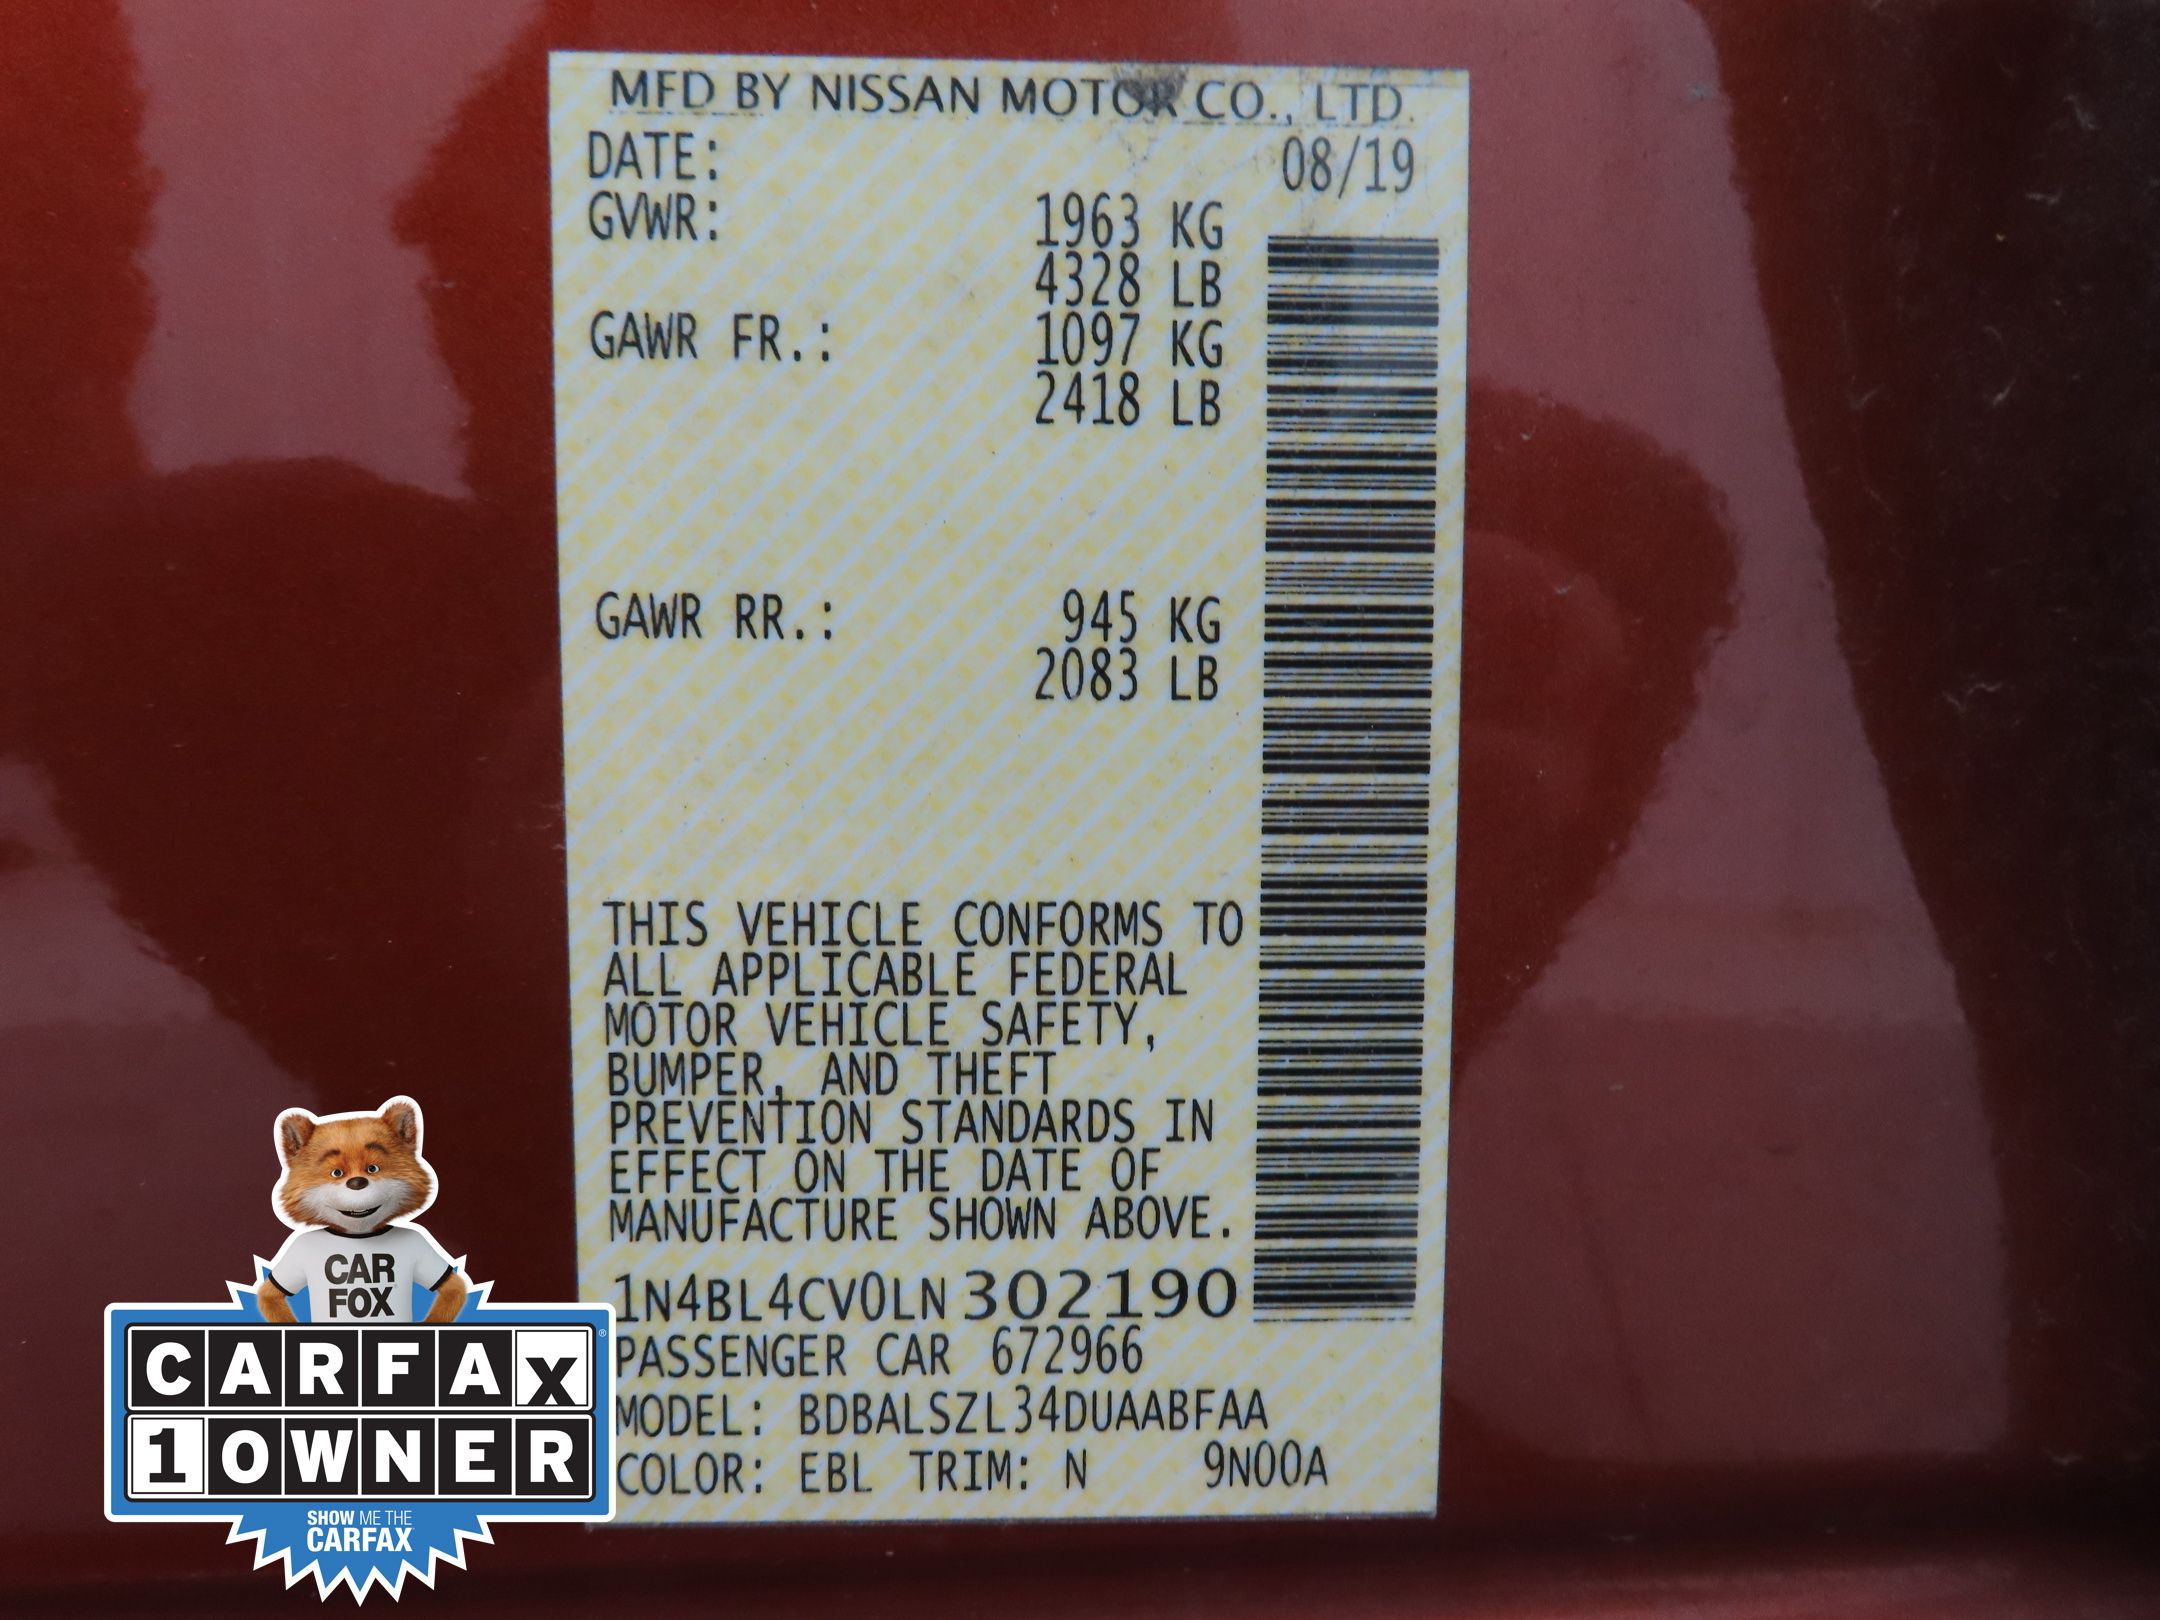 MFD BY NISSAN MOTOR CO., LTD.
DATE: 08/19
GVWR: 1963 KG
4328 LB
GAWR FR.: 1097 KG
2418 LB
GAWR RR.: 945 KG
2083 LB
THIS VEHICLE CONFORMS TO
ALL APPLICABLE FEDERAL
MOTOR VEHICLE SAFETY,
BUMPER, AND THEFT
PREVENTION STANDARDS IN
EFFECT ON THE DATE OF
MANUFACTURE SHOWN ABOVE.
1N4BL4CV0LN302190
PASSENGER CAR 672966
MODEL: BDBALSZL34DUAABFAA
COLOR: EBL TRIM: N 9N00A
CAR
FOX
CARFAX®
1 OWNER
SHOW ME THE
CARFAX